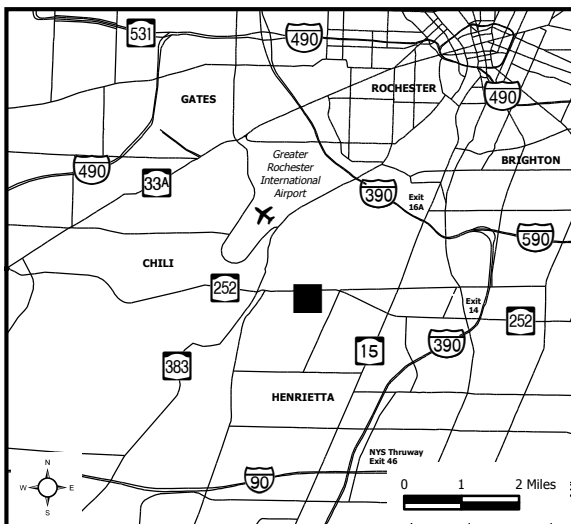 531
490
ROCHESTER
GATES
490
BRIGHTON
Greater
Rochester
International
Airport
490
33A
390
Exit
16A
590
CHILI
252
Exit
14
252
15
390
383
HENRIETTA
NYS Thruway
Exit 46
90
N
W
E
S
0 1 2 Miles